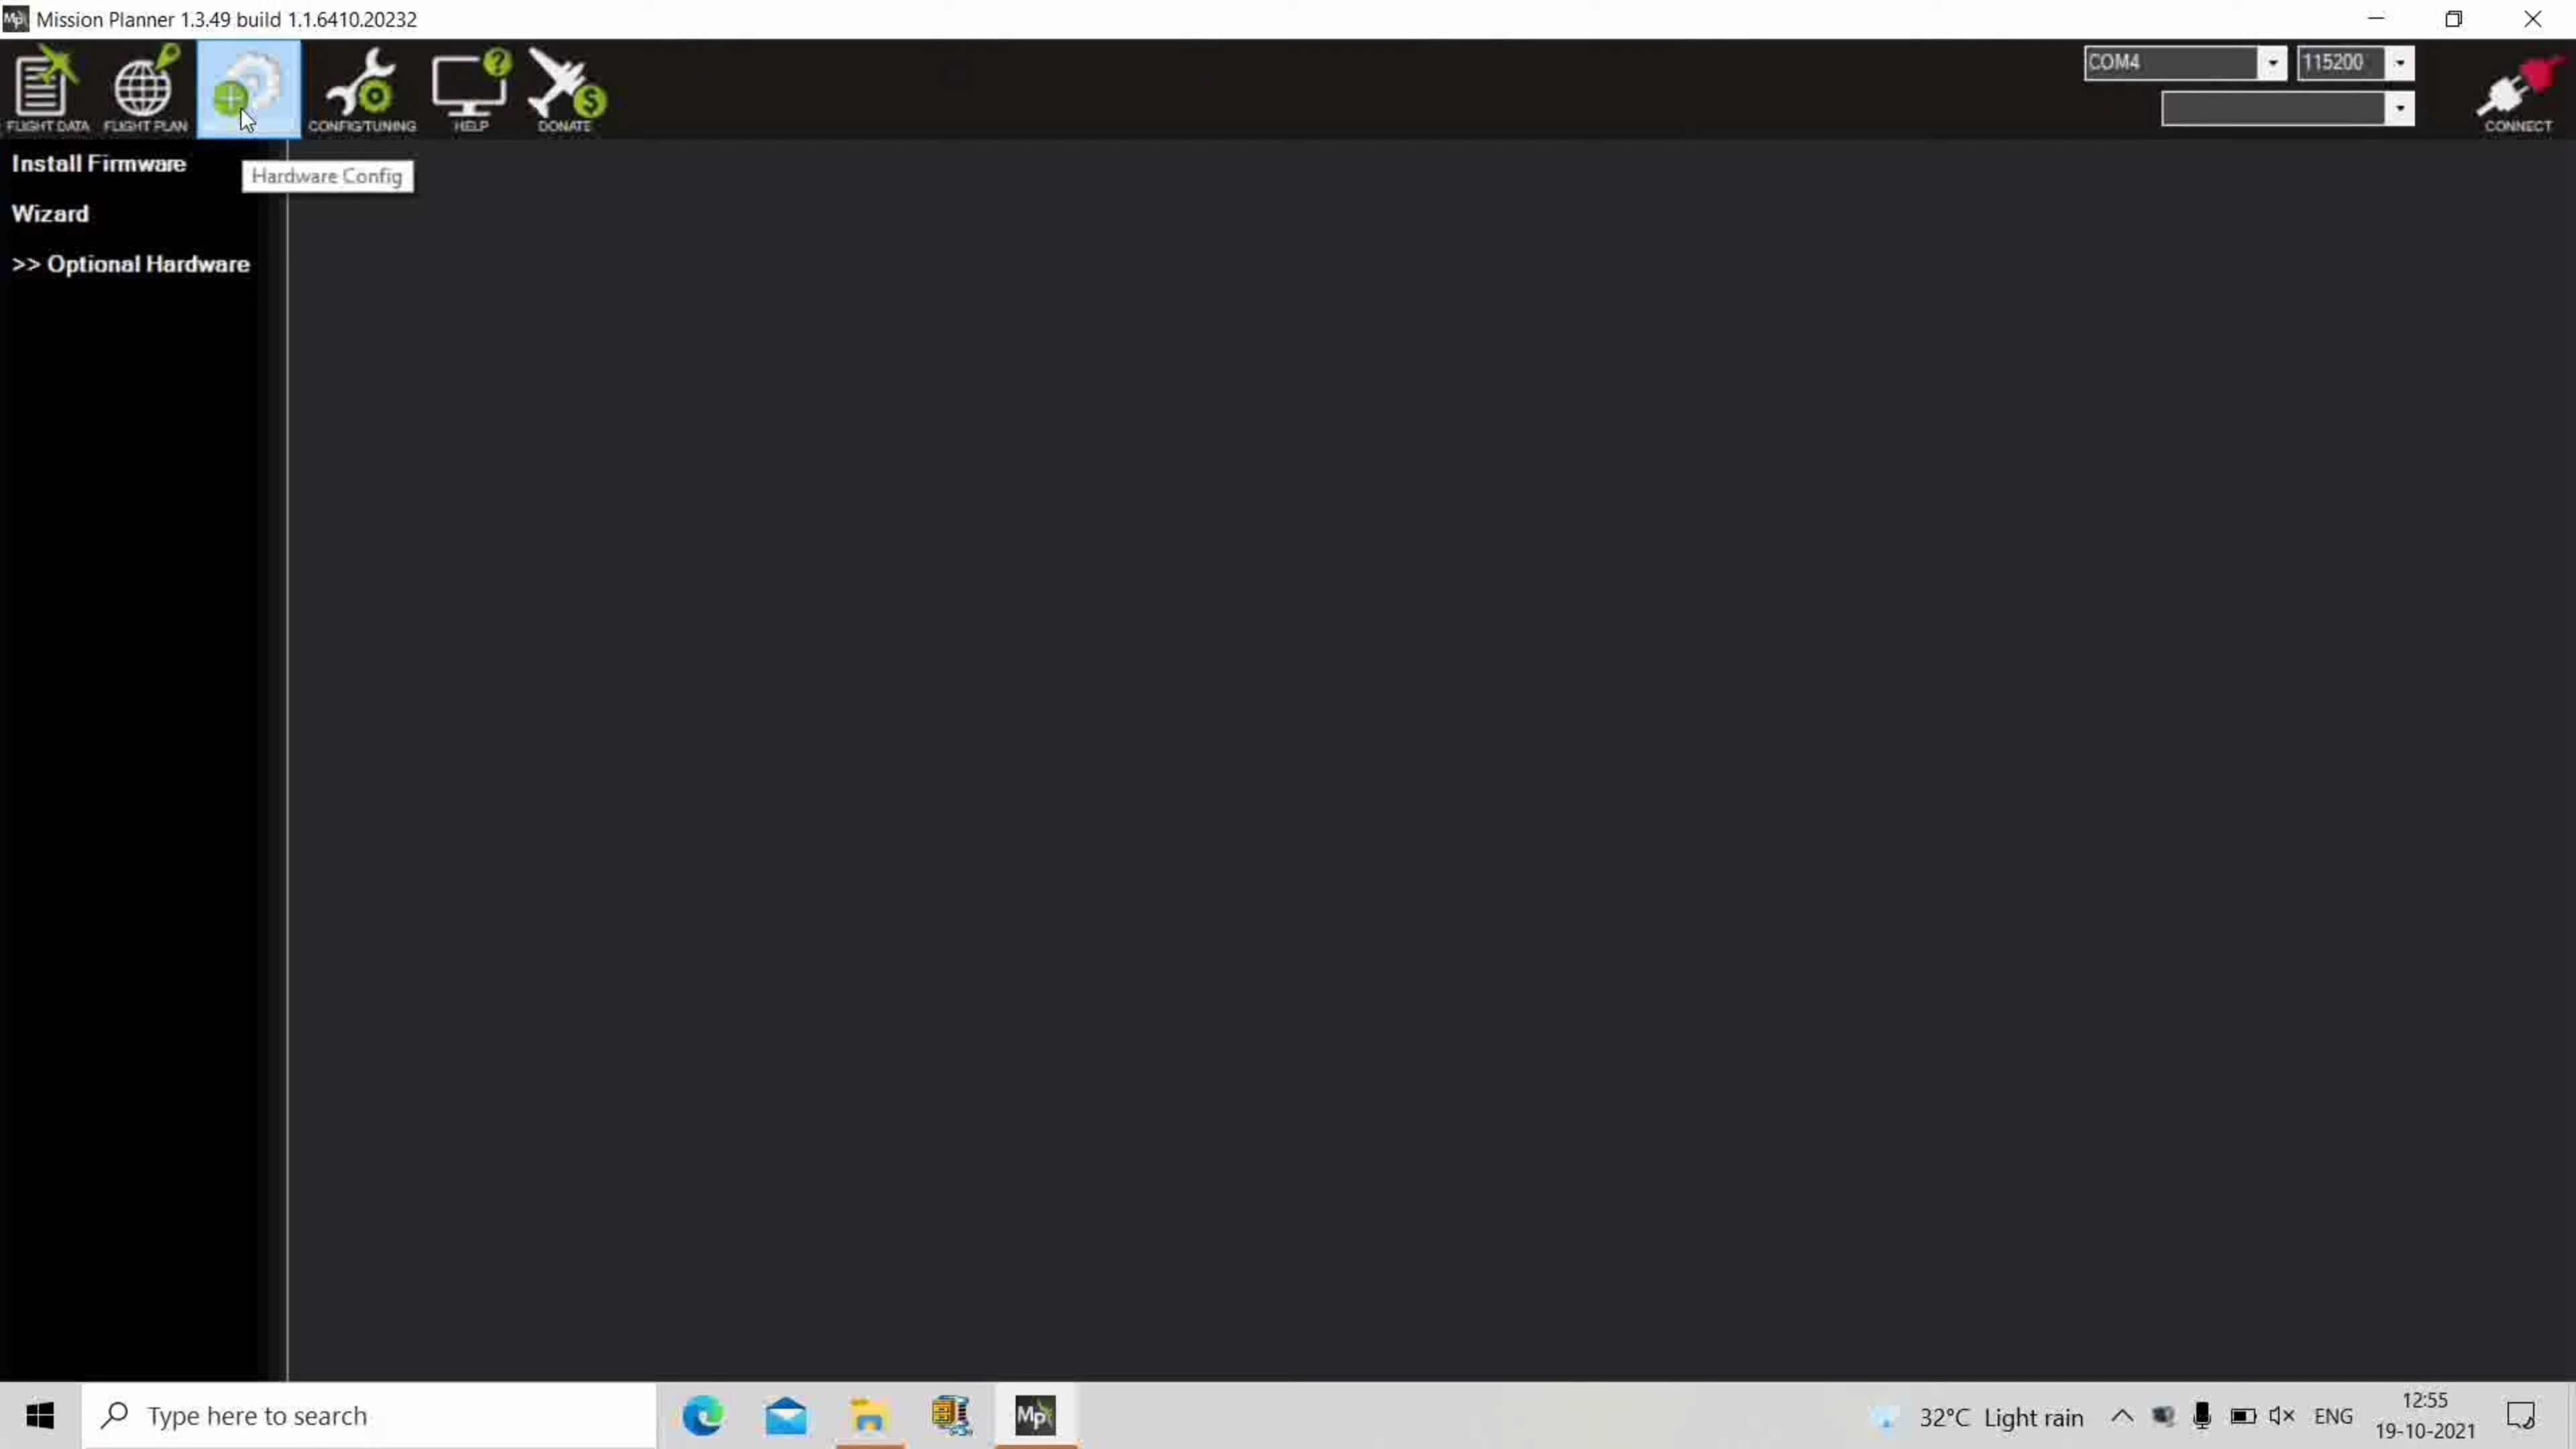 Mission Planner 1.3.49 build 1.1.6410.20232
FLIGHT DATA
FLIGHT PLAN
CONFIG/TUNING
HELP
DONATE
COM4
115200
CONNECT
Install Firmware
Hardware Config
Wizard
>> Optional Hardware
Type here to search
Mp
32°C Light rain
ENG
12:55
19-10-2021